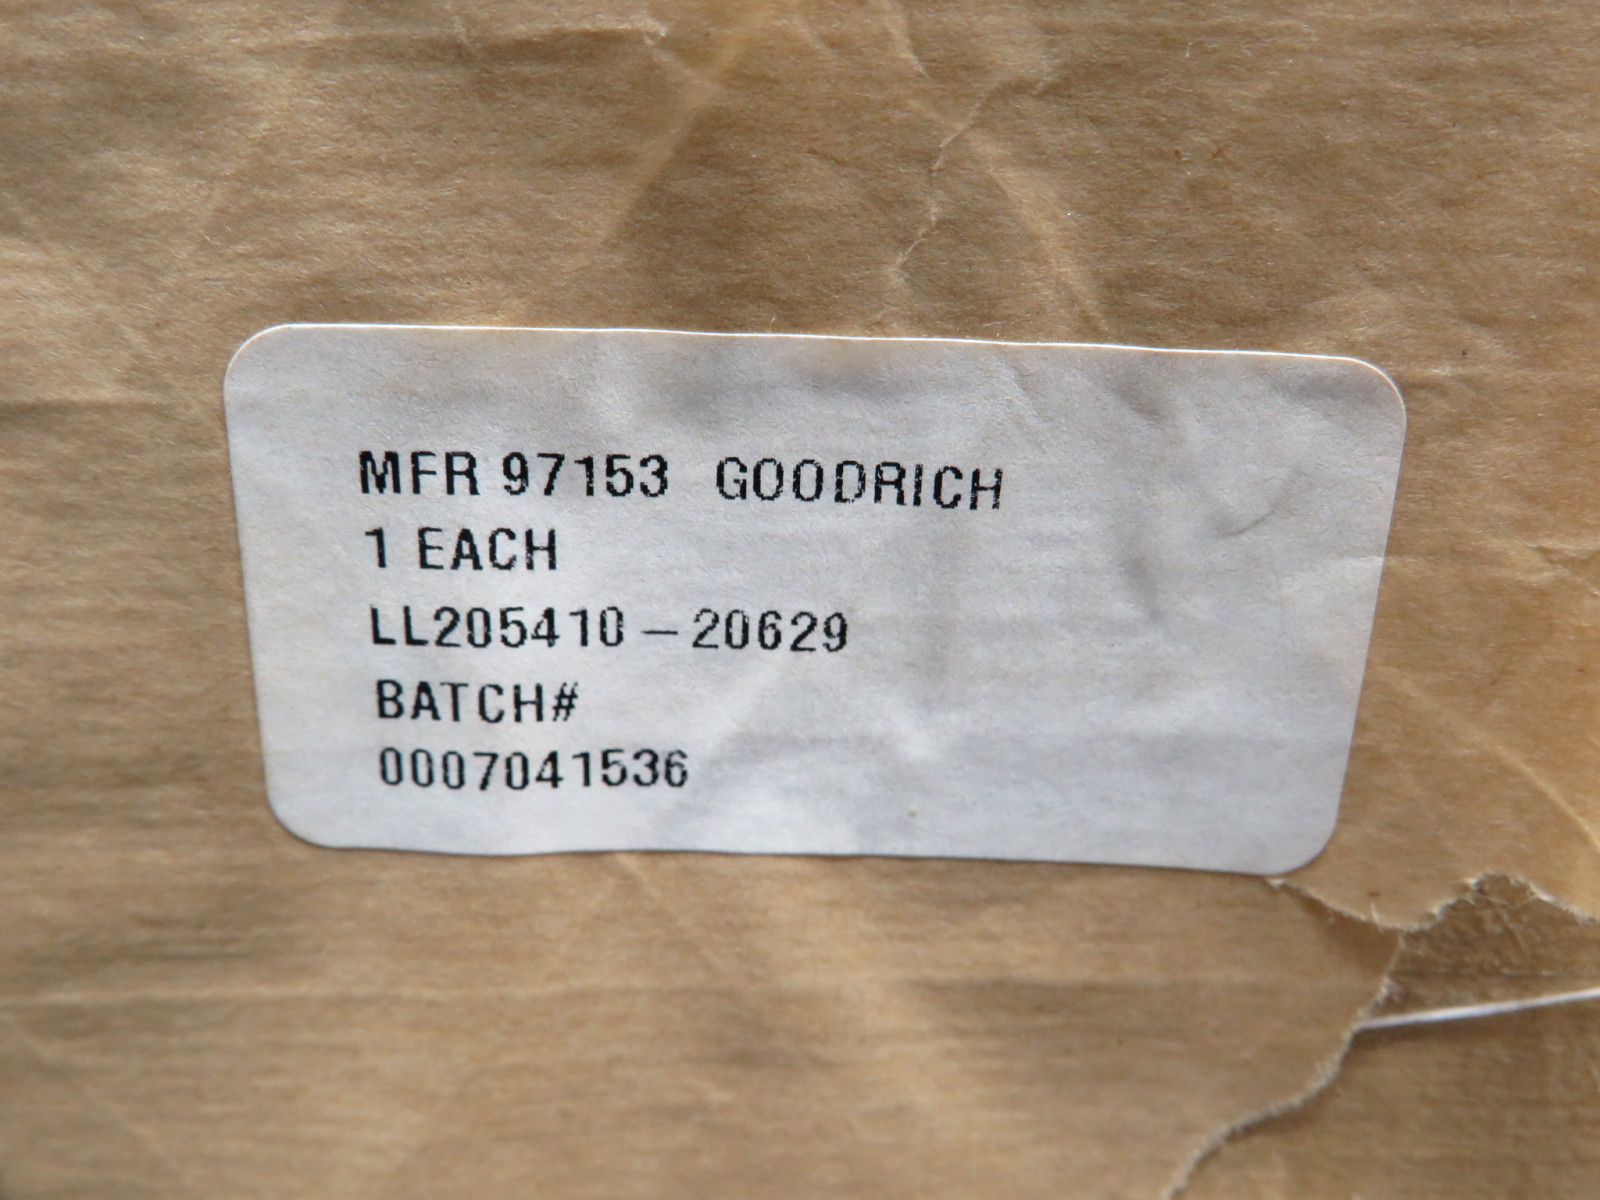 MFR 97153 GOODRICH
1 EACH
LL205410-20629
BATCH#
0007041536